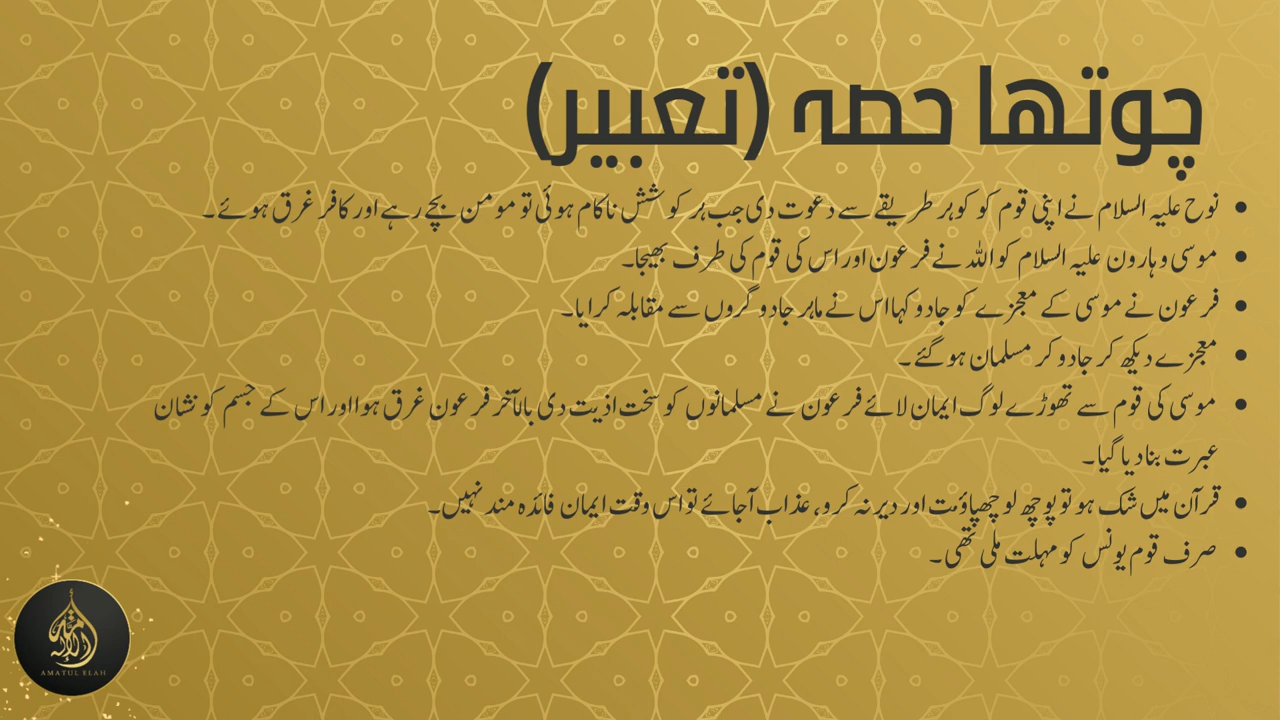 چوتھا حصہ (تعبیر)
• نوح علیہ السلام نے اپنی قوم کو کو ہر طریقے سے دعوت دی جب ہر کوشش ناکام ہوئی تو مومن بچے رہے اور کافر غرق ہوئے۔
• موسی و ہارون علیہ السلام کو اللہ نے فرعون اور اس کی قوم کی طرف بھیجا۔
• فرعون نے موسی کے معجزے کو جادو کہا اس نے ماہر جادوگروں سے مقابلہ کرایا۔
• معجزے دیکھ کر جادوکر مسلمان ہوگئے۔
• موسی کی قوم سے تھوڑے لوگ ایمان لائے فرعون نے مسلمانوں کو سخت اذیت دی بالآخر فرعون غرق ہوا اور اس کے جسم کو نشان
عبرت بنا دیا گیا۔
• قرآن میں شک ہو تو پوچھ لو چھپاؤ مت اور دیر نہ کرو، عذاب آجائے تو اس وقت ایمان فائدہ مند نہیں۔
• صرف قوم یونس کو مہلت ملی تھی۔
امۃ الالہ
AMATUL ELAH